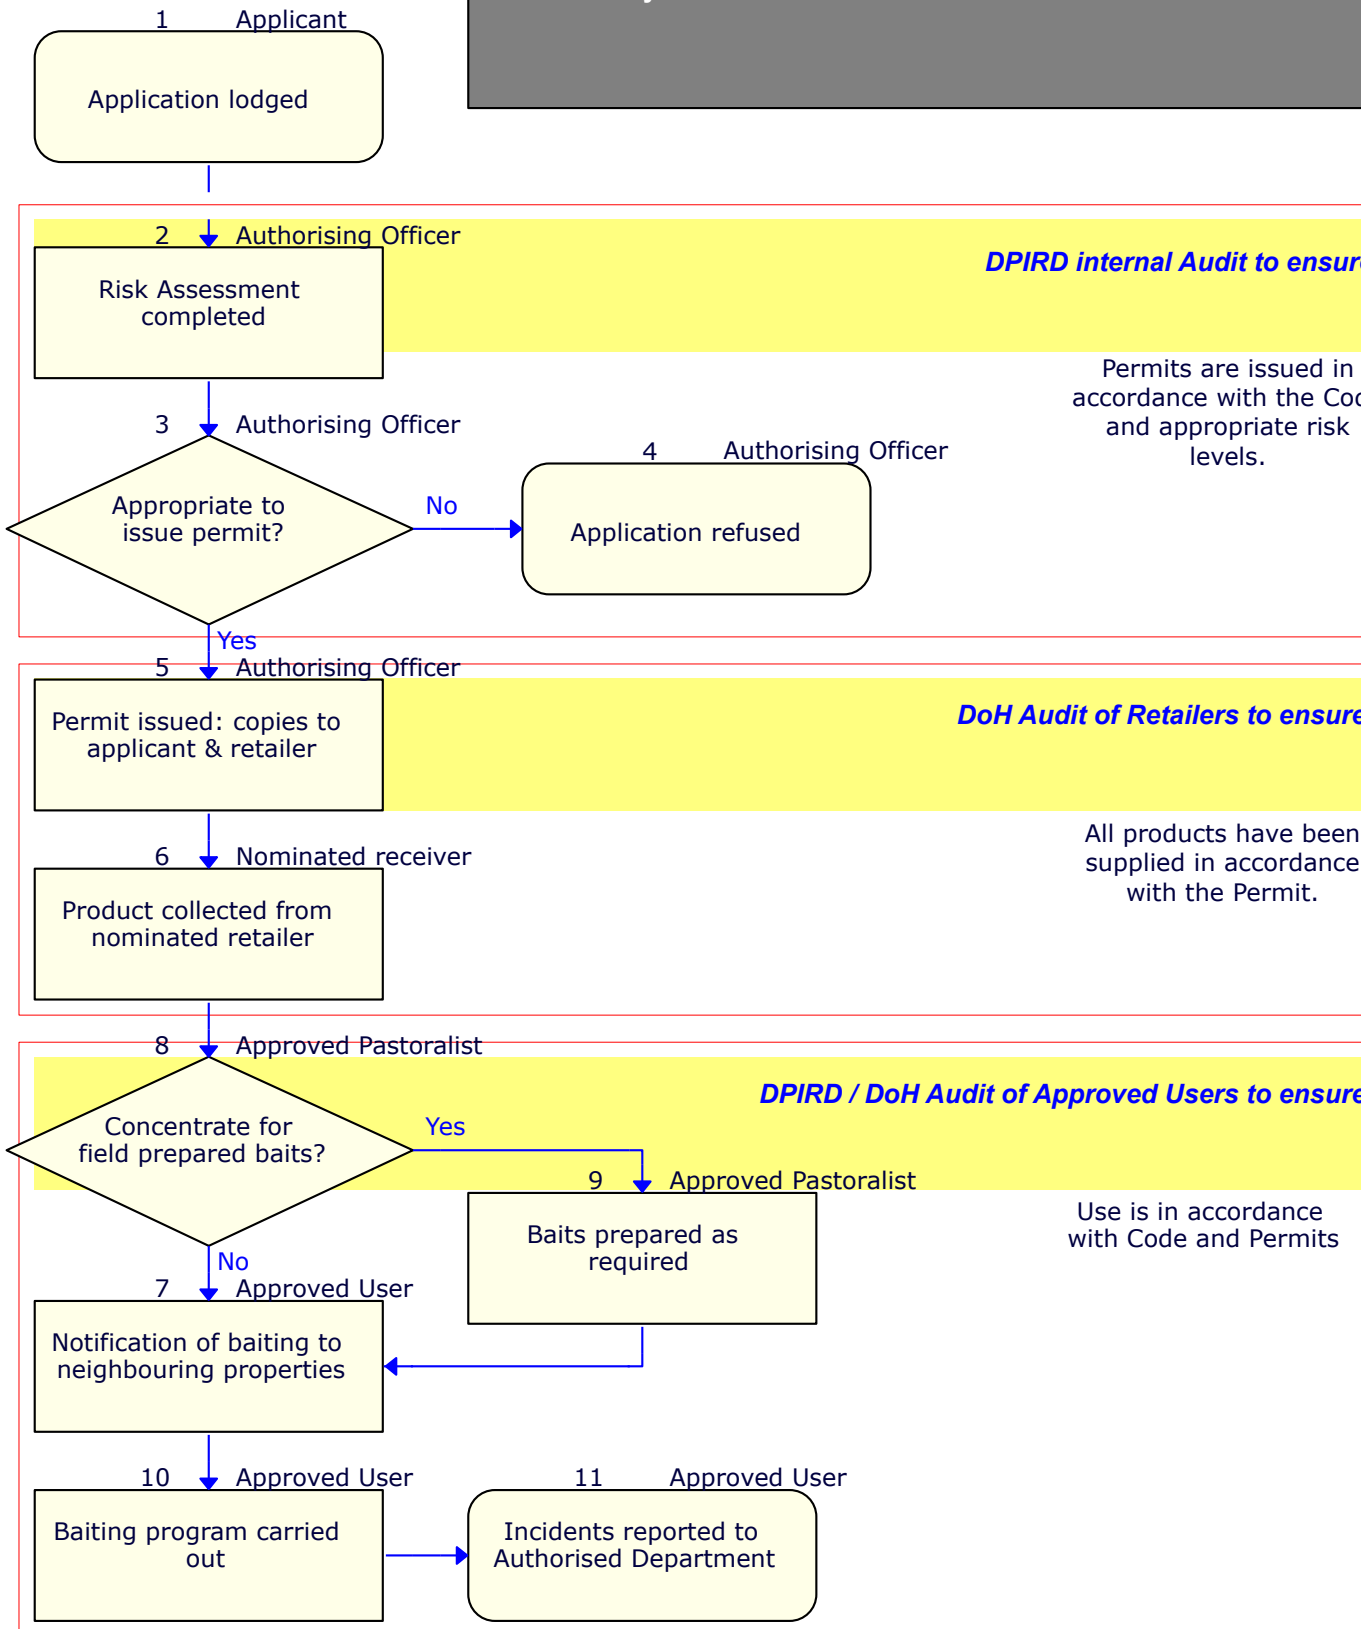 1 Applicant
Application lodged
2 Authorising Officer
DPIRD internal Audit to ensure
Risk Assessment
completed
Permits are issued in
accordance with the
and appropriate risk
levels.
3 Authorising Officer
Appropriate to
issue permit?
No
4 Authorising Officer
Application refused
Yes
5 Authorising Officer
DoH Audit of Retailers to ensure
Permit issued: copies to
applicant & retailer
All products have been
supplied in accordance
with the Permit.
6 Nominated receiver
Product collected from
nominated retailer
8 Approved Pastoralist
DPIRD / DoH Audit of Approved Users to ensure
Concentrate for
field prepared baits?
Yes
9 Approved Pastoralist
Baits prepared as
required
Use is in accordance
with Code and Permits
No
7 Approved User
Notification of baiting to
neighbouring properties
10 Approved User
Baiting program carried
out
11 Approved User
Incidents reported to
Authorised Department